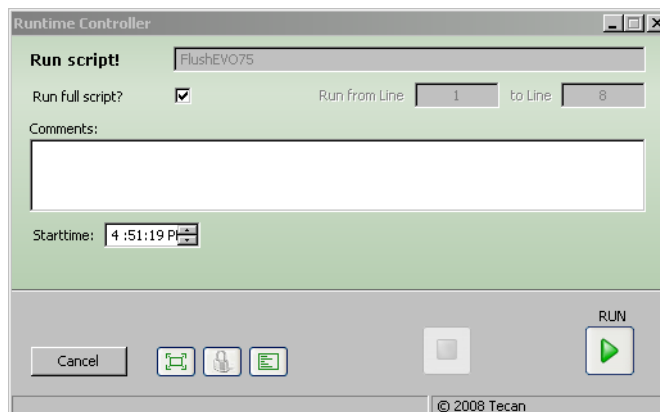 Runtime Controller
Run script! FlushEVO75
Run full script? Run from Line 1 to Line 8
Comments:
Starttime: 4 :51:19 P
RUN
Cancel
© 2008 Tecan